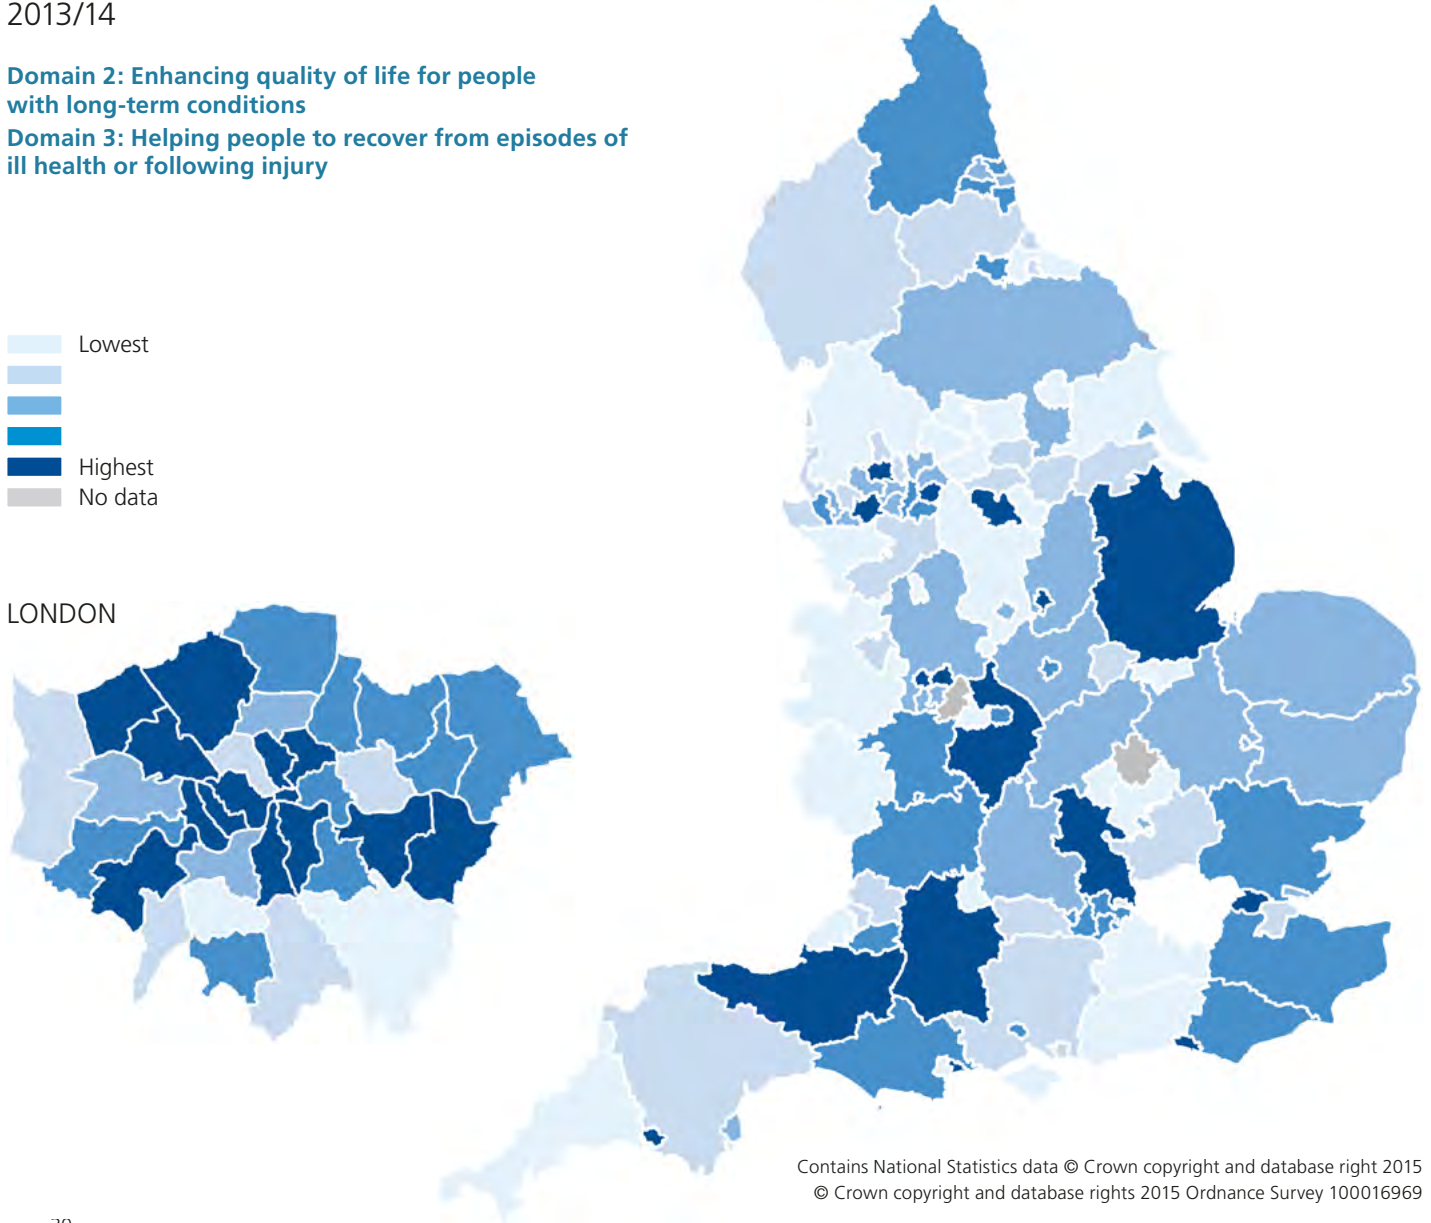 2013/14
Domain 2: Enhancing quality of life for people
with long-term conditions
Domain 3: Helping people to recover from episodes of
ill health or following injury
Lowest
Highest
No data
LONDON
Contains National Statistics data © Crown copyright and database right 2015
© Crown copyright and database rights 2015 Ordnance Survey 100016969